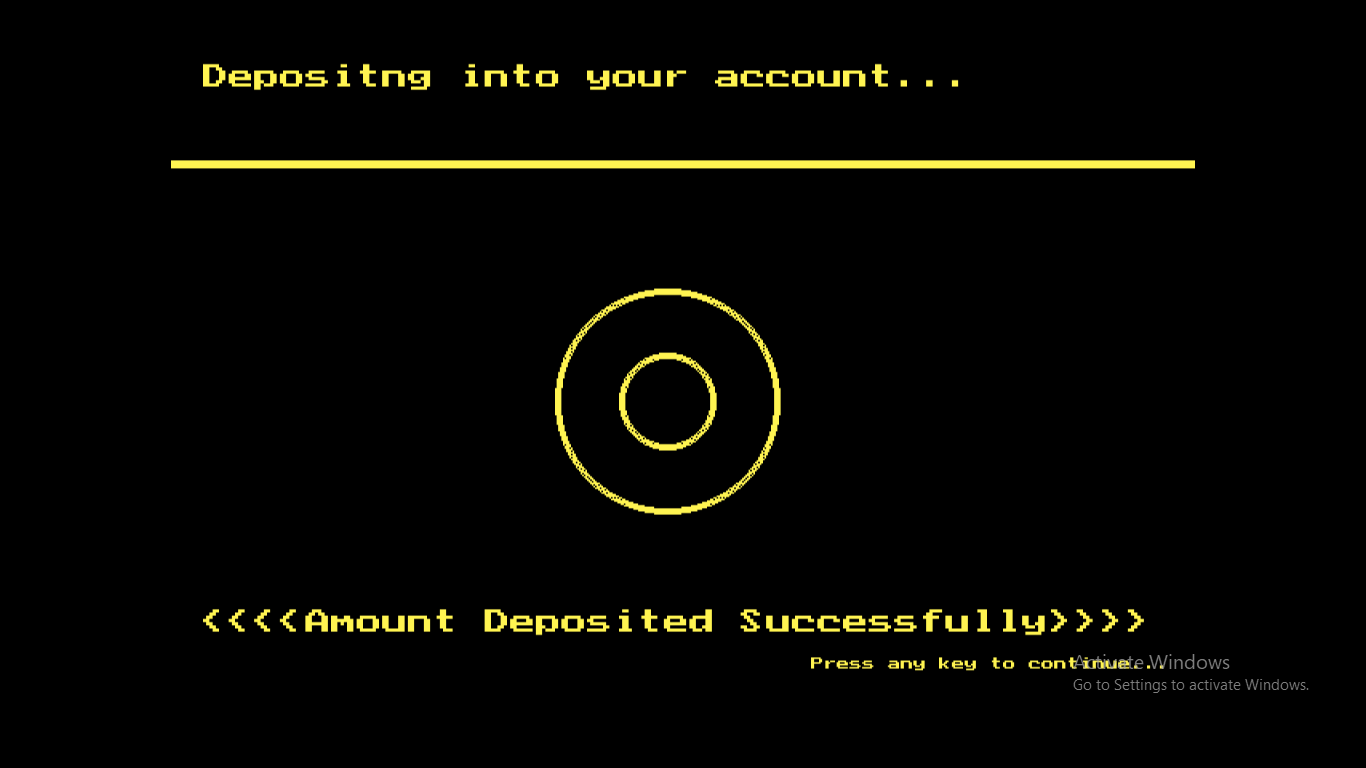 Depositng into your account...
<<<<Amount Deposited Successfully>>>>
Press any key to continue...
Activate Windows
Go to Settings to activate Windows.